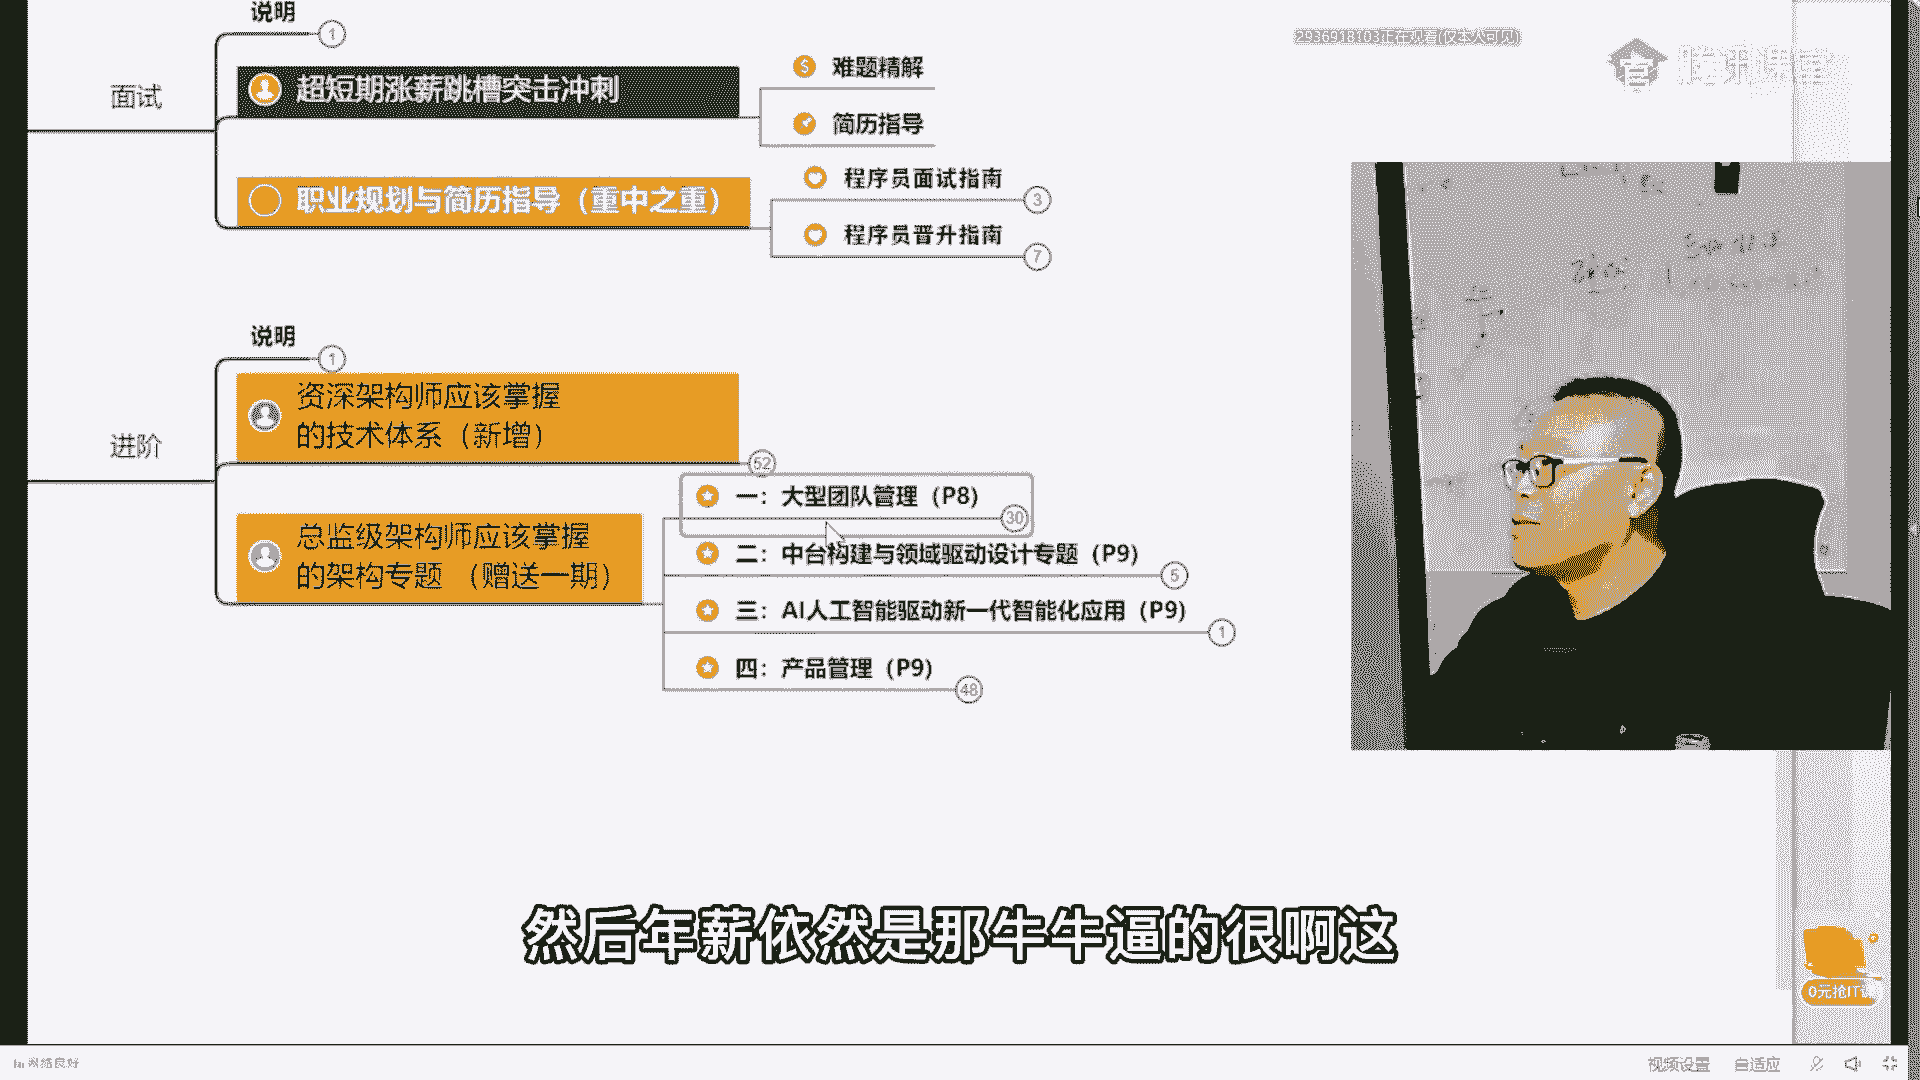 说明
1
2936918103正在观看(仅本人可见)
腾讯课堂
面试
超短期涨薪跳槽突击冲刺
难题精解
简历指导
职业规划与简历指导（重中之重）
程序员面试指南
3
程序员晋升指南
7
说明
1
进阶
资深架构师应该掌握
的技术体系（新增）
52
总监级架构师应该掌握
的架构专题 （赠送一期）
一：大型团队管理（P8）
30
二：中台构建与领域驱动设计专题（P9）
5
三：AI人工智能驱动新一代智能化应用（P9）
1
四：产品管理（P9）
48
然后年薪依然是那牛牛逼的很啊这
0元抢IT课
网络良好
视频设置
自适应